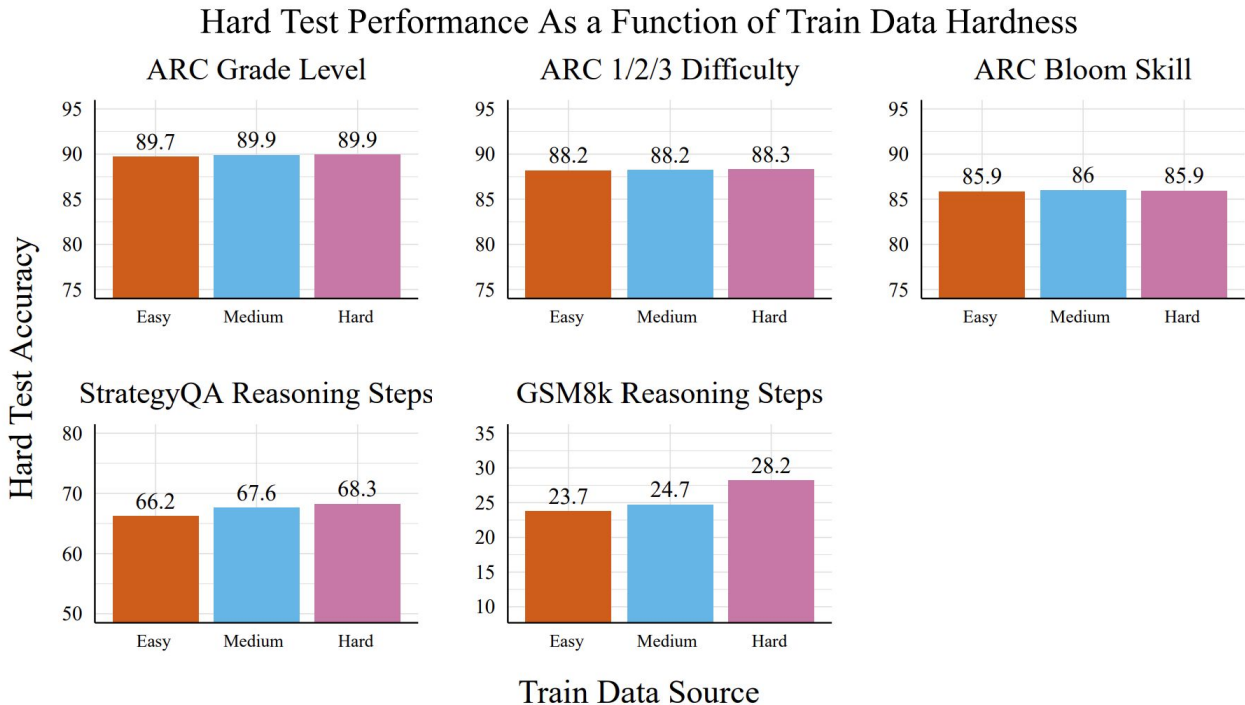 Hard Test Performance As a Function of Train Data Hardness
ARC Grade Level
95
90
85
80
75
89.7
89.9
89.9
Easy
Medium
Hard
ARC 1/2/3 Difficulty
95
90
85
80
75
88.2
88.2
88.3
Easy
Medium
Hard
ARC Bloom Skill
95
90
85
80
75
85.9
86
85.9
Easy
Medium
Hard
Hard Test Accuracy
StrategyQA Reasoning Steps
80
70
60
50
66.2
67.6
68.3
Easy
Medium
Hard
GSM8k Reasoning Steps
35
30
25
20
15
10
23.7
24.7
28.2
Easy
Medium
Hard
Train Data Source